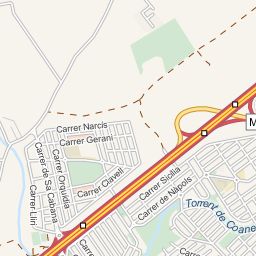 Carrer Narcís
Carrer Gerani
Carrer de Sa Cabana
Carrer Orquídia
Carrer Lliri
Carrer Clavell
Carrer Sicília
Carrer de Nàpols
Torrent de Coane
M